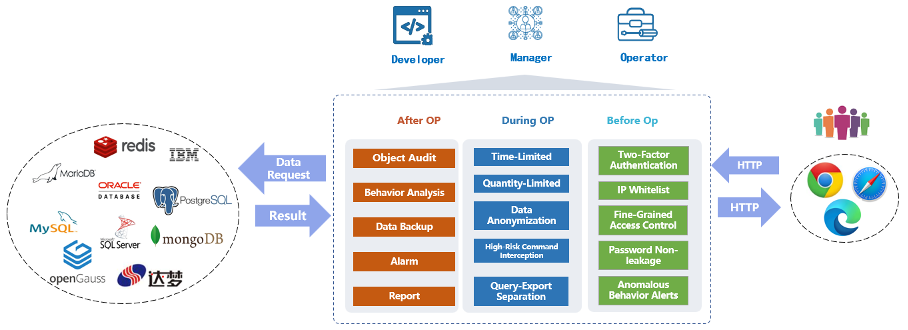 Developer
Manager
Operator
After OP
During OP
Before Op
Object Audit
Behavior Analysis
Data Backup
Alarm
Report
Time-Limited
Quantity-Limited
Data
Anonymization
High-Risk Command
Interception
Query-Export
Separation
Two-Factor
Authentication
IP Whitelist
Fine-Grained
Access Control
Password Non-
leakage
Anomalous
Behavior Alerts
Data
Request
Result
HTTP
HTTP
redis
IBM
MariaDB
ORACLE
DATABASE
PostgreSQL
MySQL
Microsoft
SQL Server
mongoDB
openGauss
达梦